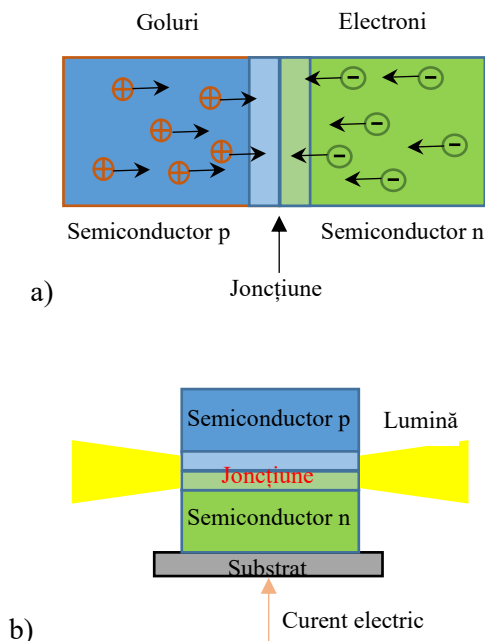 Goluri Electroni
Semiconductor p Semiconductor n
Joncțiune
a)
Semiconductor p
Lumină
Joncțiune
Semiconductor n
Substrat
Curent electric
b)